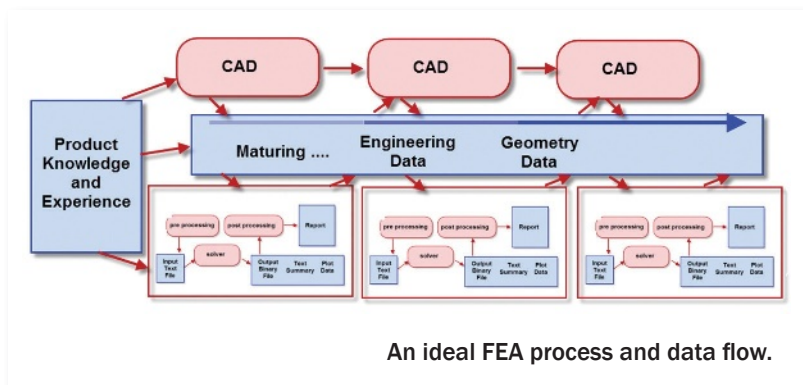 CAD
CAD
CAD
Product
Knowledge
and
Experience
Maturing ....
Engineering
Data
Geometry
Data
pre processing
post processing
Report
solver
Input
Text
File
Output
Binary
File
Text
Summary
Plot
Data
pre processing
post processing
Report
solver
Input
Text
File
Output
Binary
File
Text
Summary
Plot
Data
pre processing
post processing
Report
solver
Input
Text
File
Output
Binary
File
Text
Summary
Plot
Data
An ideal FEA process and data flow.